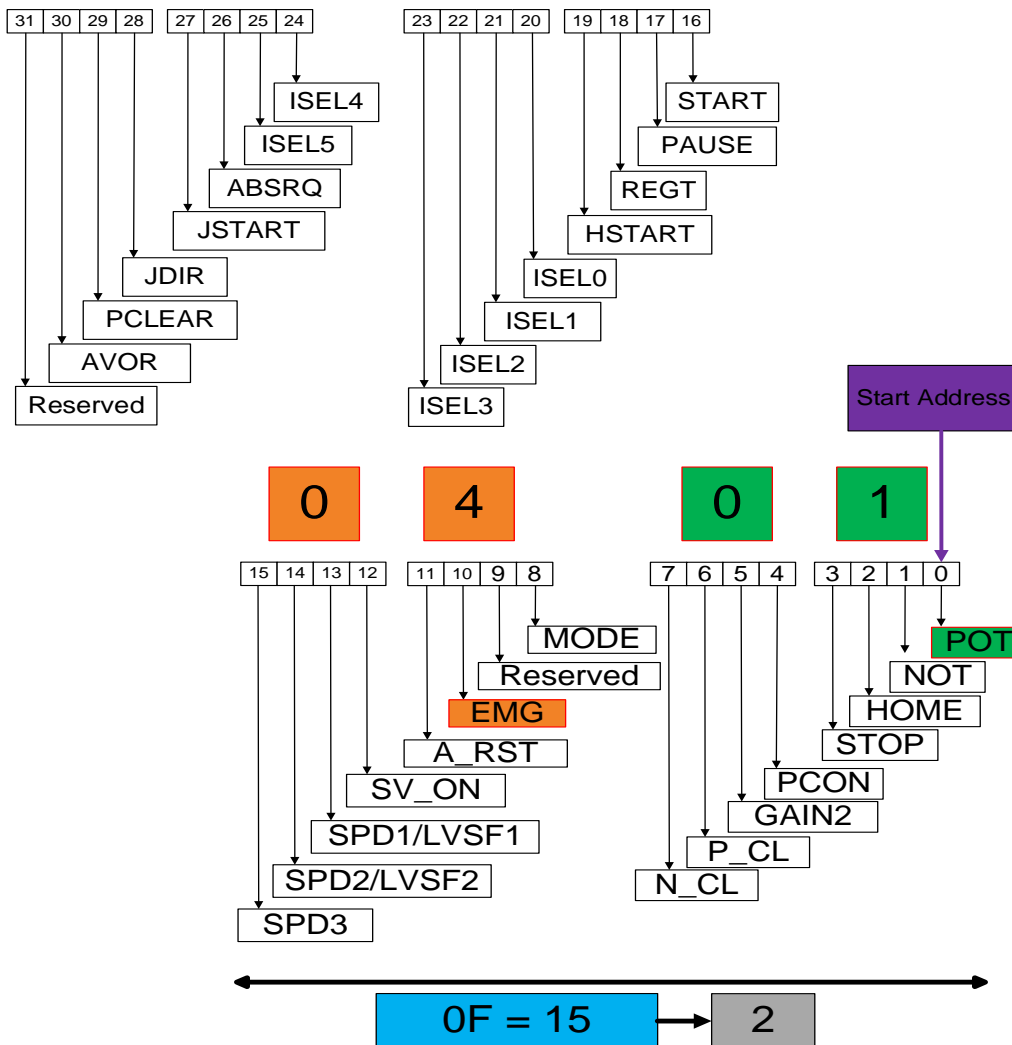 31 30 29 28 27 26 25 24 23 22 21 20 19 18 17 16
ISEL4
ISEL5
ABSRQ
JSTART
JDIR
PCLEAR
AVOR
Reserved
START
PAUSE
REGT
HSTART
ISEL0
ISEL1
ISEL2
ISEL3
Start Address
0 4 0 1
15 14 13 12 11 10 9 8 7 6 5 4 3 2 1 0
MODE
Reserved
EMG
A_RST
SV_ON
SPD1/LVSF1
SPD2/LVSF2
SPD3
POT
NOT
HOME
STOP
PCON
GAIN2
P_CL
N_CL
0F = 15
2